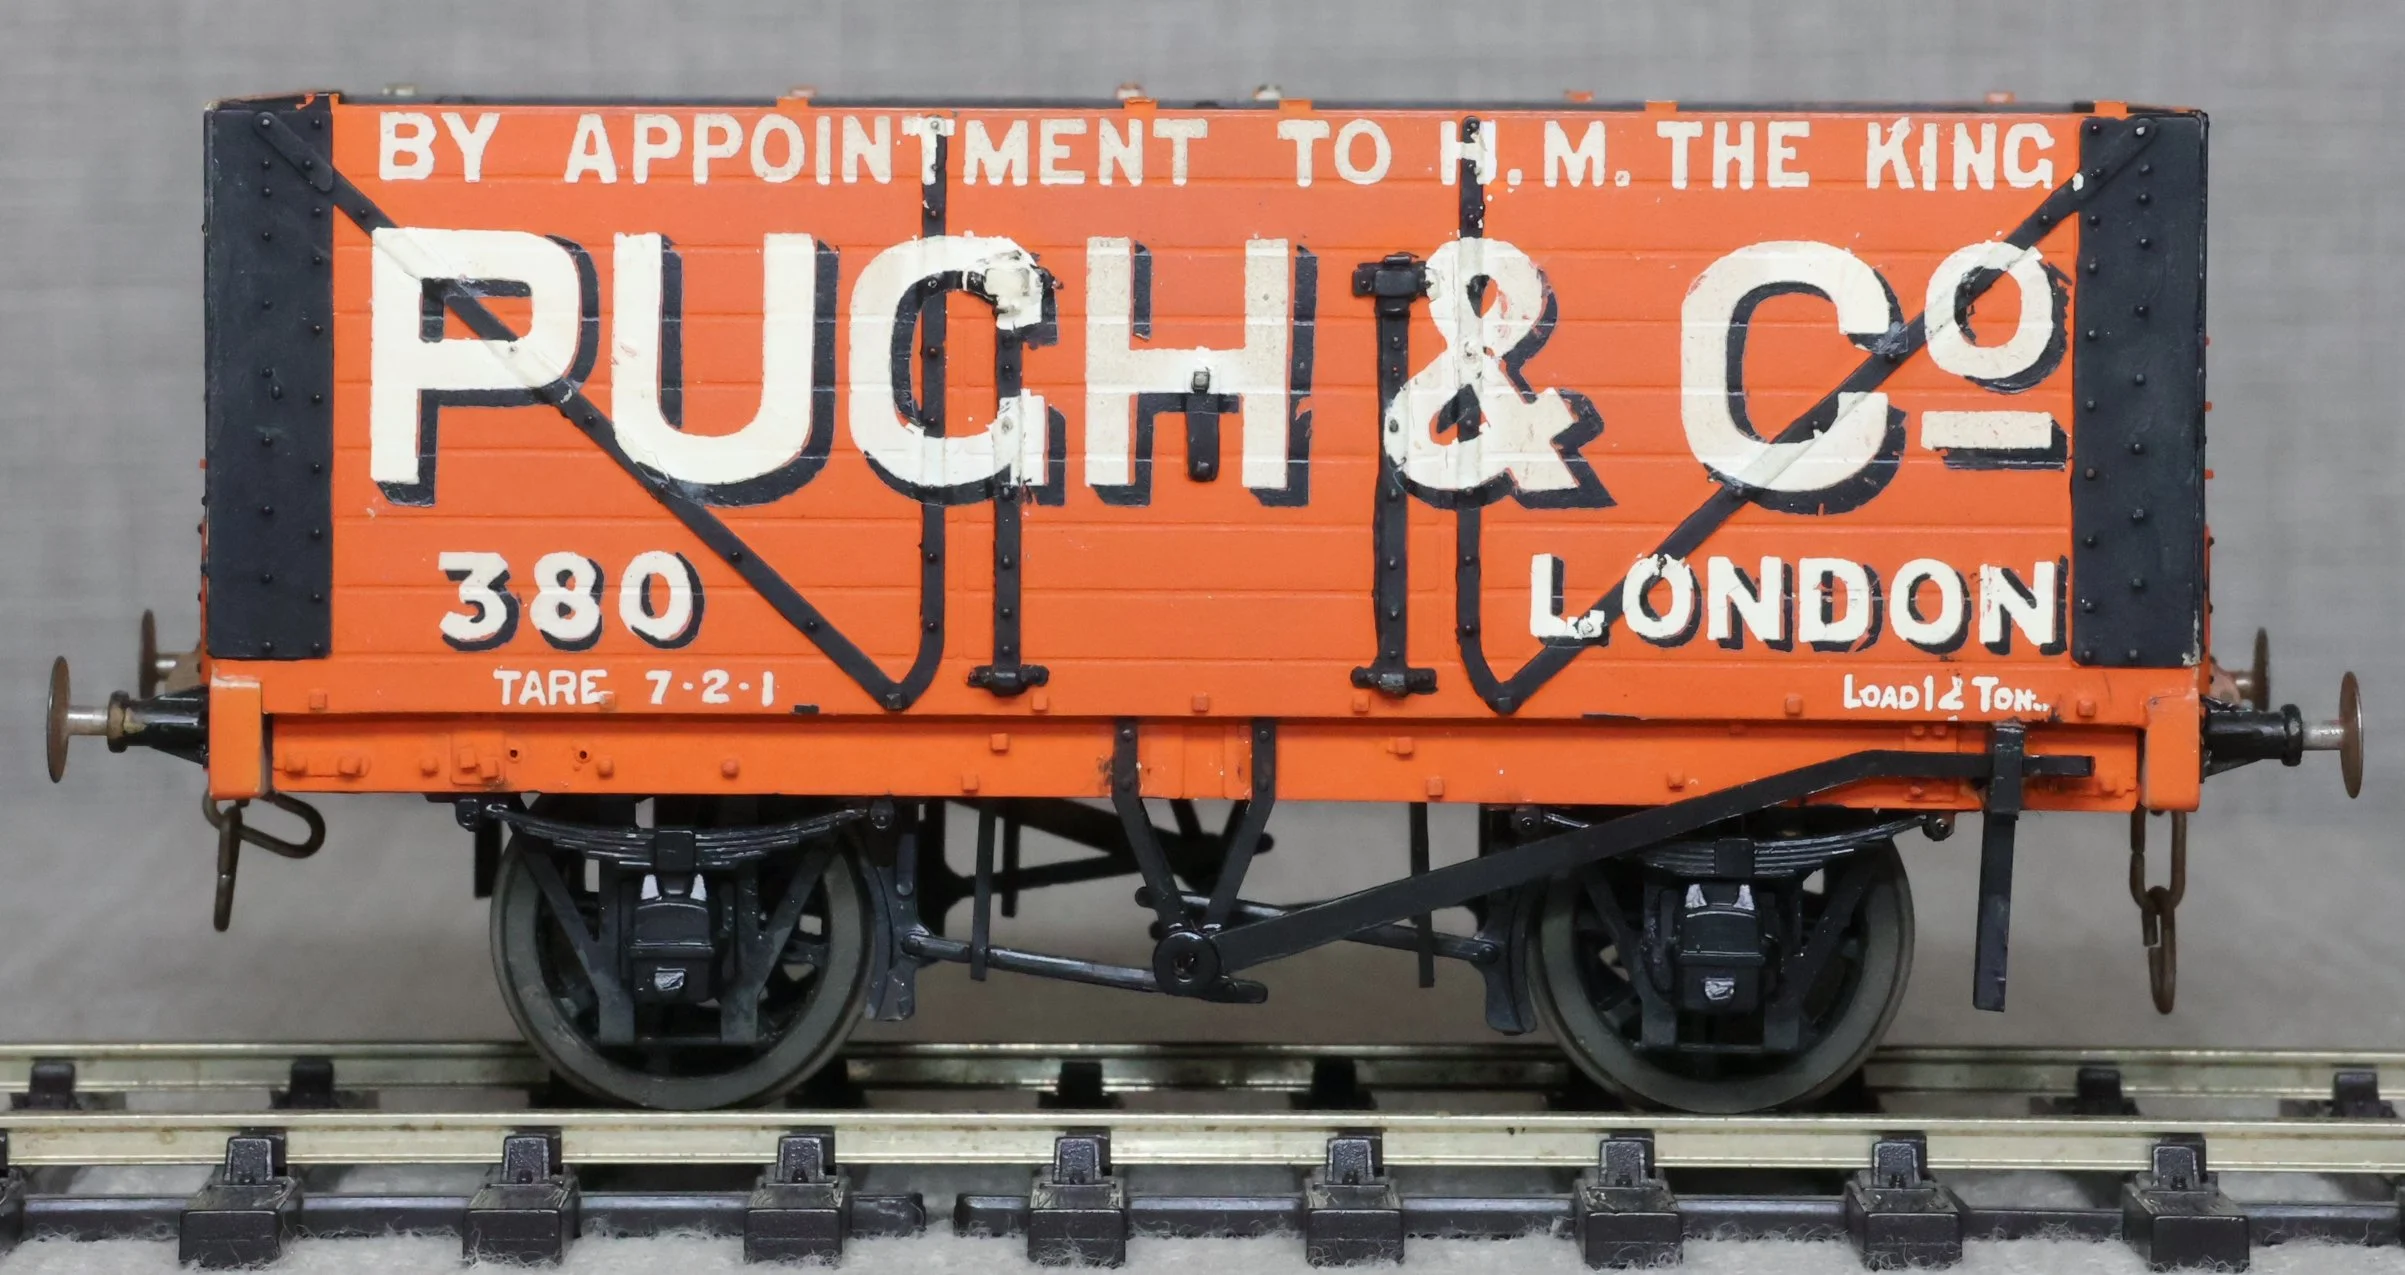 BY APPOINTMENT TO H.M. THE KING.
PUGH & Cº
380 LONDON
TARE 7·2·1 LOAD 12 TON.